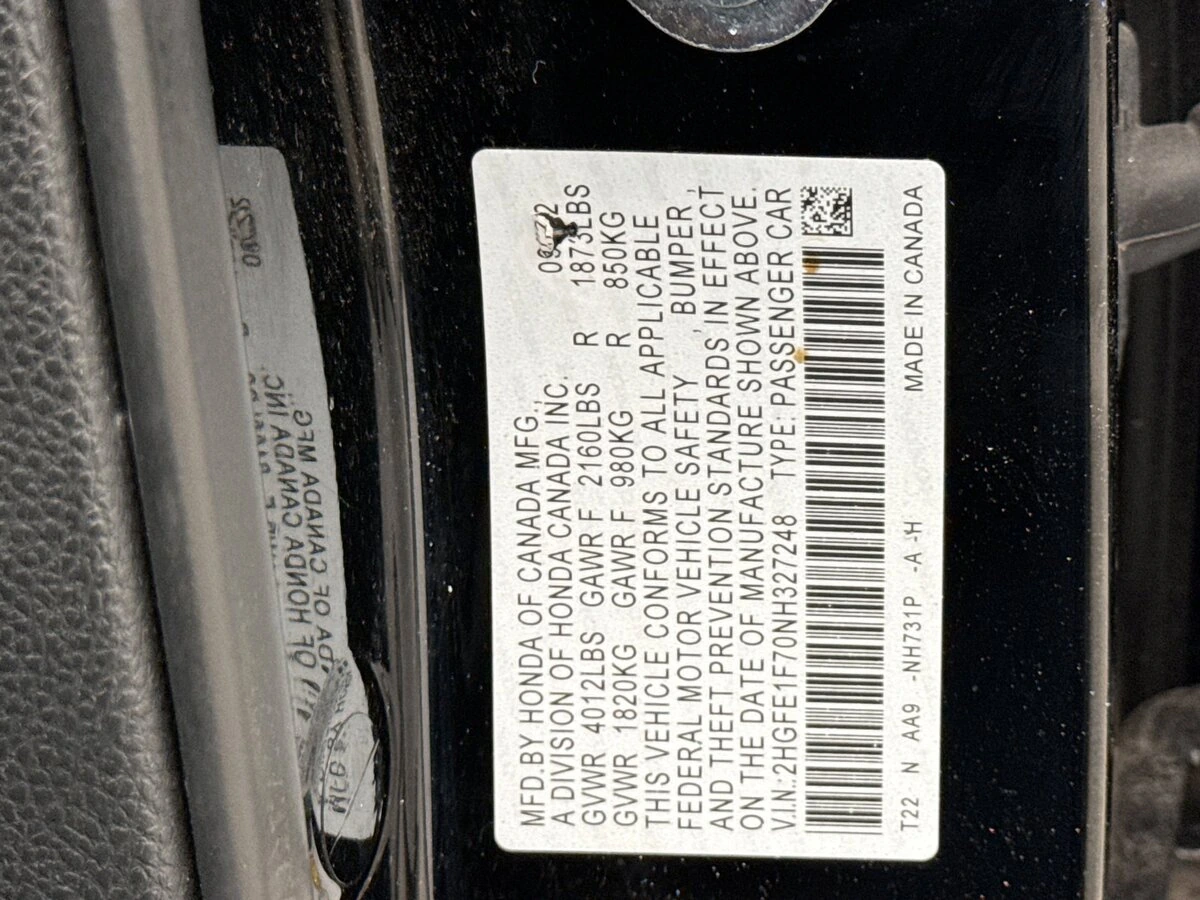 MFD.BY HONDA OF CANADA MFG.,
A DIVISION OF HONDA CANADA INC.
GVWR 4012LBS GAWR F 2160LBS R 1873LBS
GVWR 1820KG GAWR F 980KG R 850KG
THIS VEHICLE CONFORMS TO ALL APPLICABLE
FEDERAL MOTOR VEHICLE SAFETY , BUMPER ,
AND THEFT PREVENTION STANDARDS IN EFFECT
ON THE DATE OF MANUFACTURE SHOWN ABOVE.
V.I.N.:2HGFE1F70NH327248 TYPE: PASSENGER CAR
T22 N AA9 -NH731P -A -H MADE IN CANADA